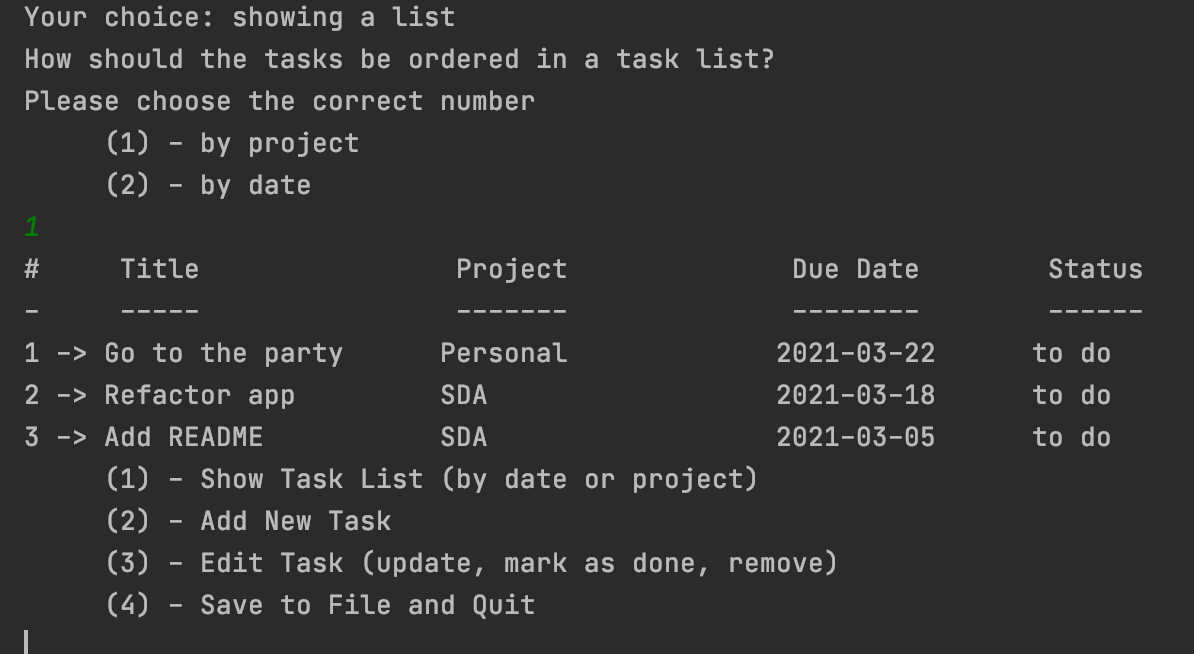 Your choice: showing a list
How should the tasks be ordered in a task list?
Please choose the correct number
(1) - by project
(2) - by date
1
# Title Project Due Date Status
- ----- ------- -------- ------
1 -> Go to the party Personal 2021-03-22 to do
2 -> Refactor app SDA 2021-03-18 to do
3 -> Add README SDA 2021-03-05 to do
(1) - Show Task List (by date or project)
(2) - Add New Task
(3) - Edit Task (update, mark as done, remove)
(4) - Save to File and Quit